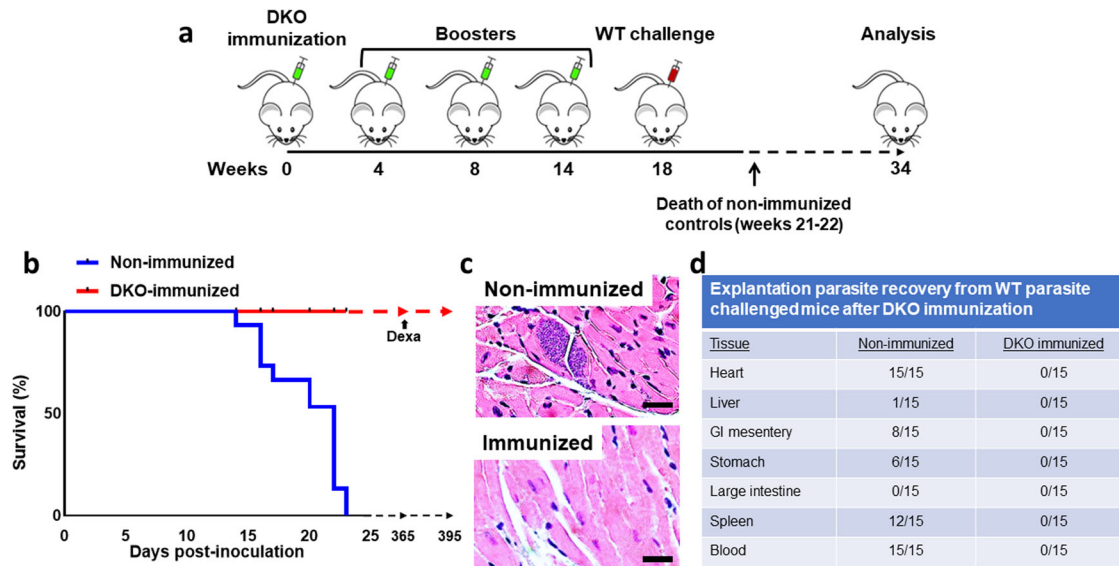 a
DKO
immunization
Boosters
WT challenge
Analysis
Weeks 0 4 8 14 18 34
Death of non-immunized
controls (weeks 21-22)
b
Non-immunized
DKO-immunized
100
50
0
Survival (%)
Dexa
0 5 10 15 20 25 365 395
Days post-inoculation
c
Non-immunized
Immunized
d
Explantation parasite recovery from WT parasite
challenged mice after DKO immunization
Tissue Non-immunized DKO immunized
Heart 15/15 0/15
Liver 1/15 0/15
GI mesentery 8/15 0/15
Stomach 6/15 0/15
Large intestine 0/15 0/15
Spleen 12/15 0/15
Blood 15/15 0/15